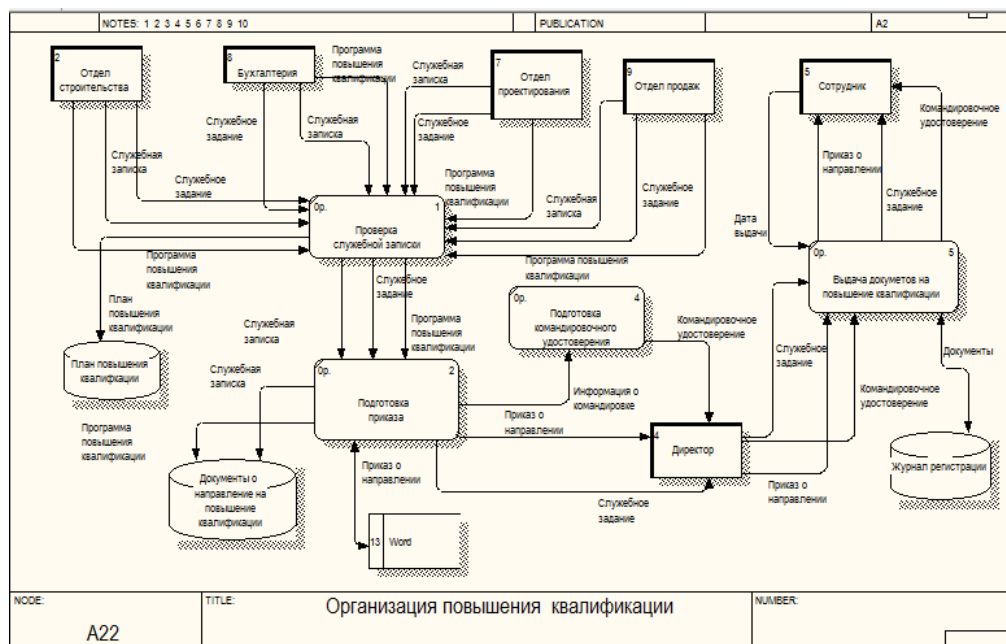 NOTES: 1 2 3 4 5 6 7 8 9 10
PUBLICATION
A2
2
Отдел
строительства
8
Бухгалтерия
Программа
повышения
квалификации
Служебная
записка
7
Отдел
проектирования
9
Отдел продаж
5
Сотрудник
Командировочное
удостоверение
Служебное
задание
Служебная
записка
Служебное
задание
Служебная
записка
Служебное
задание
Программа
повышения
квалификации
Служебная
записка
Служебное
задание
Приказ о
направлении
Служебное
задание
Дата
выдачи
0р.
1
Проверка
служебной записки
0р.
5
Выдача докуметов на
повышение квалификации
Программа
повышения
квалификации
Служебное
задание
Программа повышения
квалификации
План
повышения
квалификации
Служебная
записка
Программа
повышения
квалификации
0р.
4
Подготовка
командировочного
удостоверения
Командировочное
удостоверение
Служебное
задание
Документы
План повышения
квалификации
Служебная
записка
0р.
2
Подготовка
приказа
Информация о
командировке
Командировочное
удостоверение
Программа
повышения
квалификации
Приказ о
направлении
4
Директор
Журнал регистрации
Документы о
направление на
повышение
квалификации
Приказ о
направлении
Служебное
задание
Приказ о
направлении
13
Word
NODE:
A22
TITLE:
Организация повышения квалификации
NUMBER: